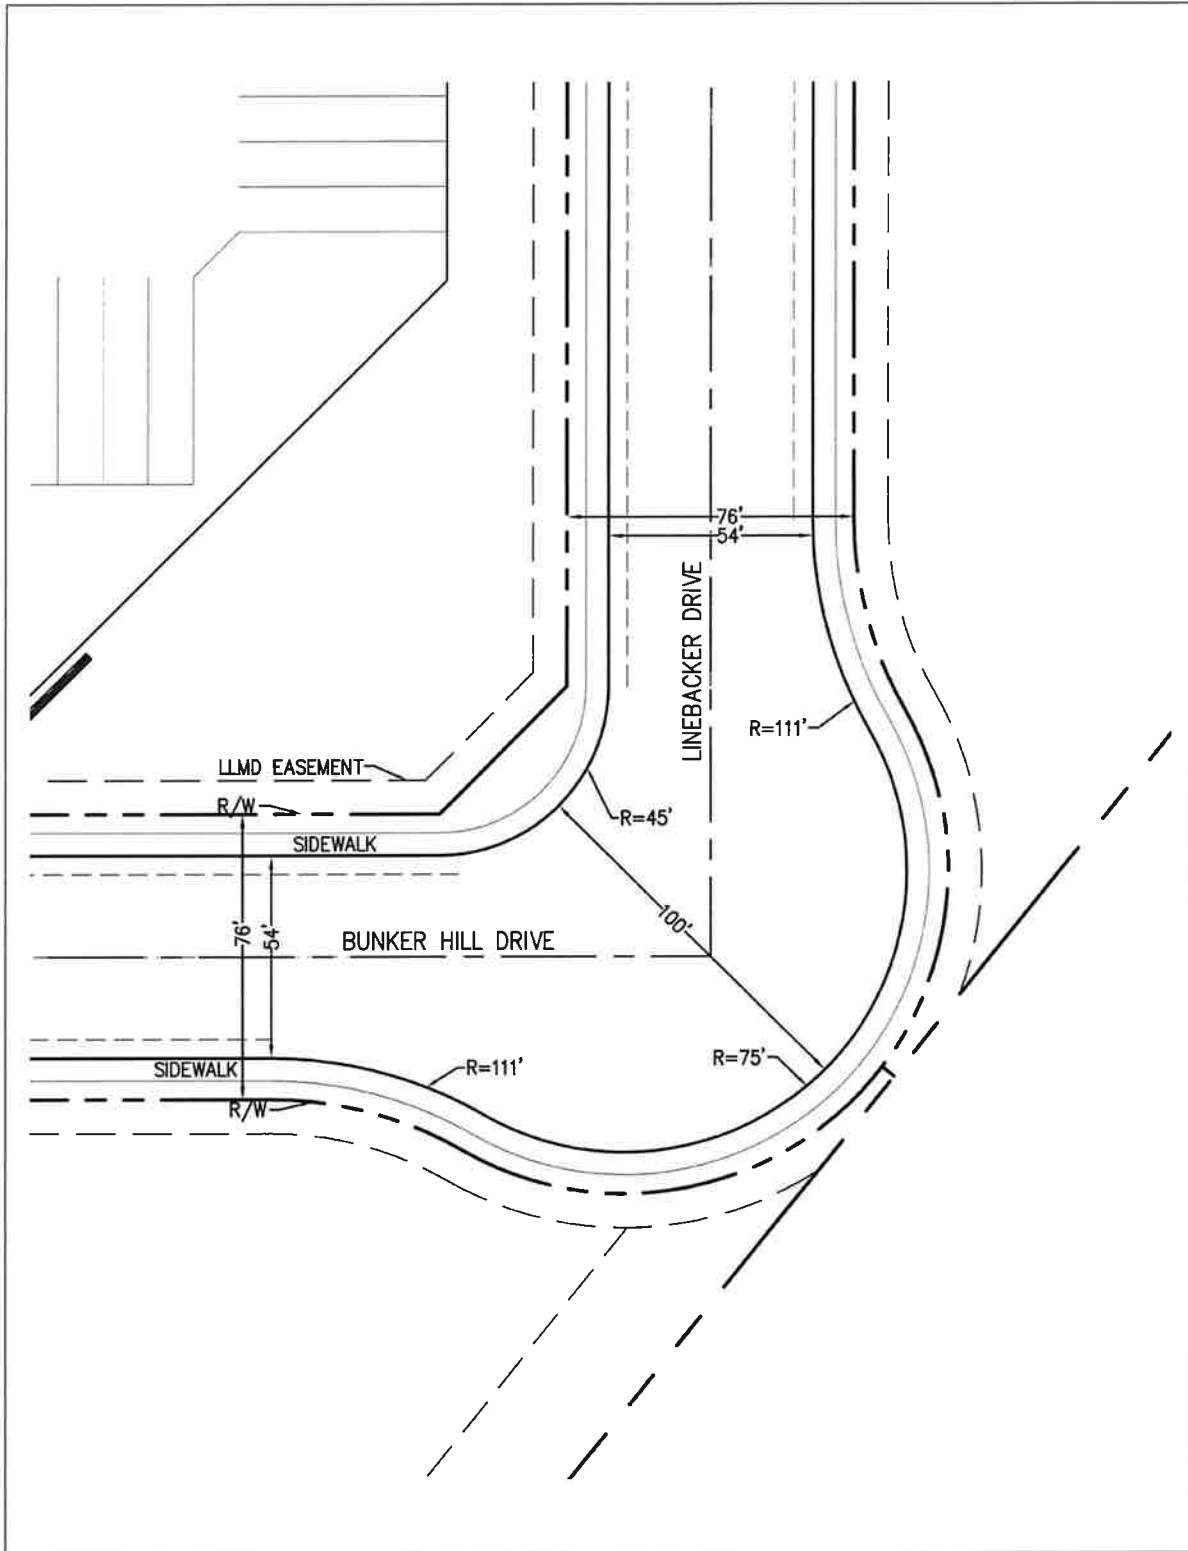 76'
54'
LINEBACKER DRIVE
R=111'
LLMD EASEMENT
R/W
R=45'
SIDEWALK
100'
76'
54'
BUNKER HILL DRIVE
R=75'
R=111'
SIDEWALK
R/W